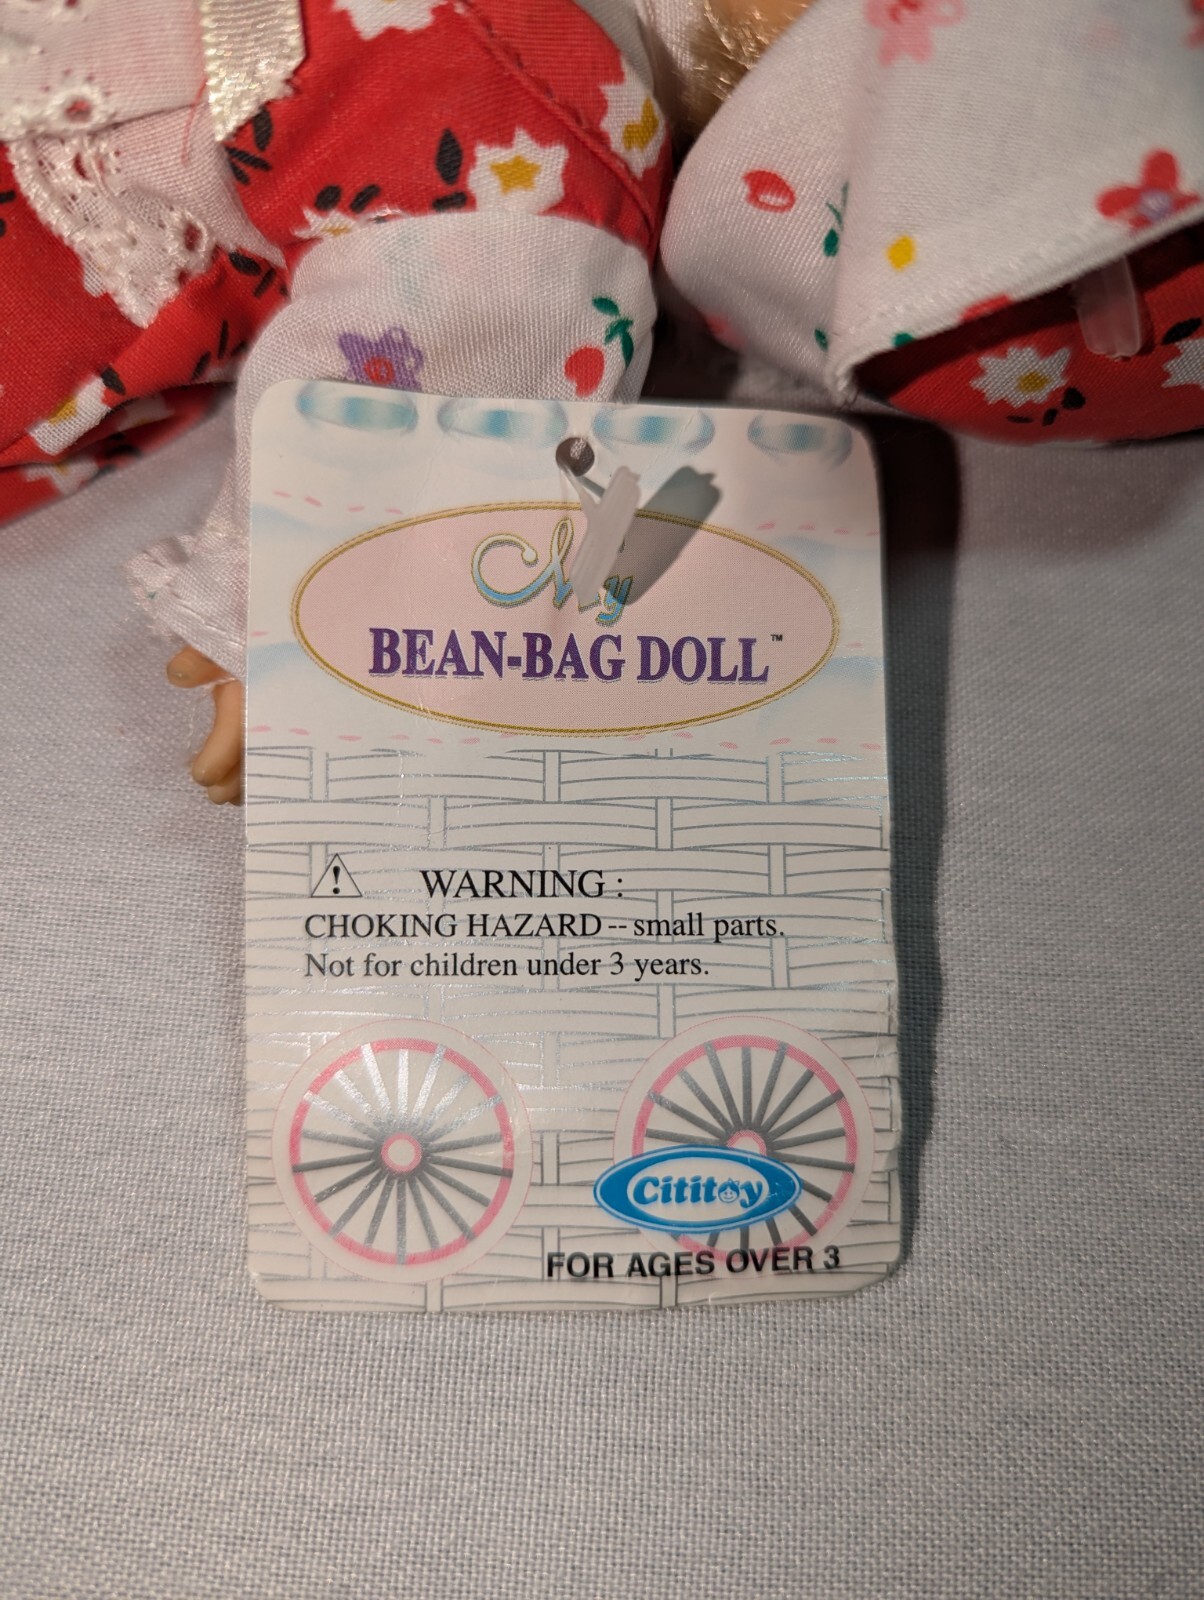 My
BEAN-BAG DOLL™
WARNING :
CHOKING HAZARD -- small parts.
Not for children under 3 years.
Cititoy
FOR AGES OVER 3